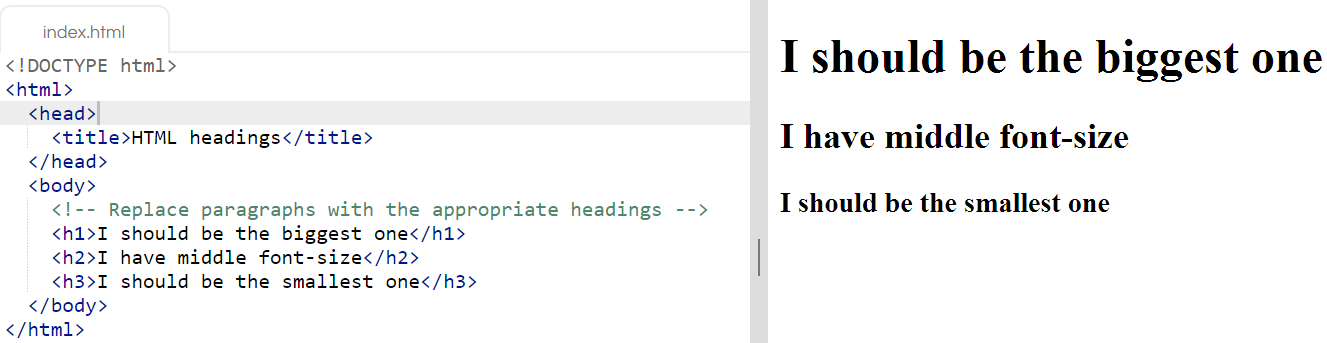 index.html
<!DOCTYPE html>
<html>
  <head>
    <title>HTML headings</title>
  </head>
  <body>
    <!-- Replace paragraphs with the appropriate headings -->
    <h1>I should be the biggest one</h1>
    <h2>I have middle font-size</h2>
    <h3>I should be the smallest one</h3>
  </body>
</html>
I should be the biggest one
I have middle font-size
I should be the smallest one